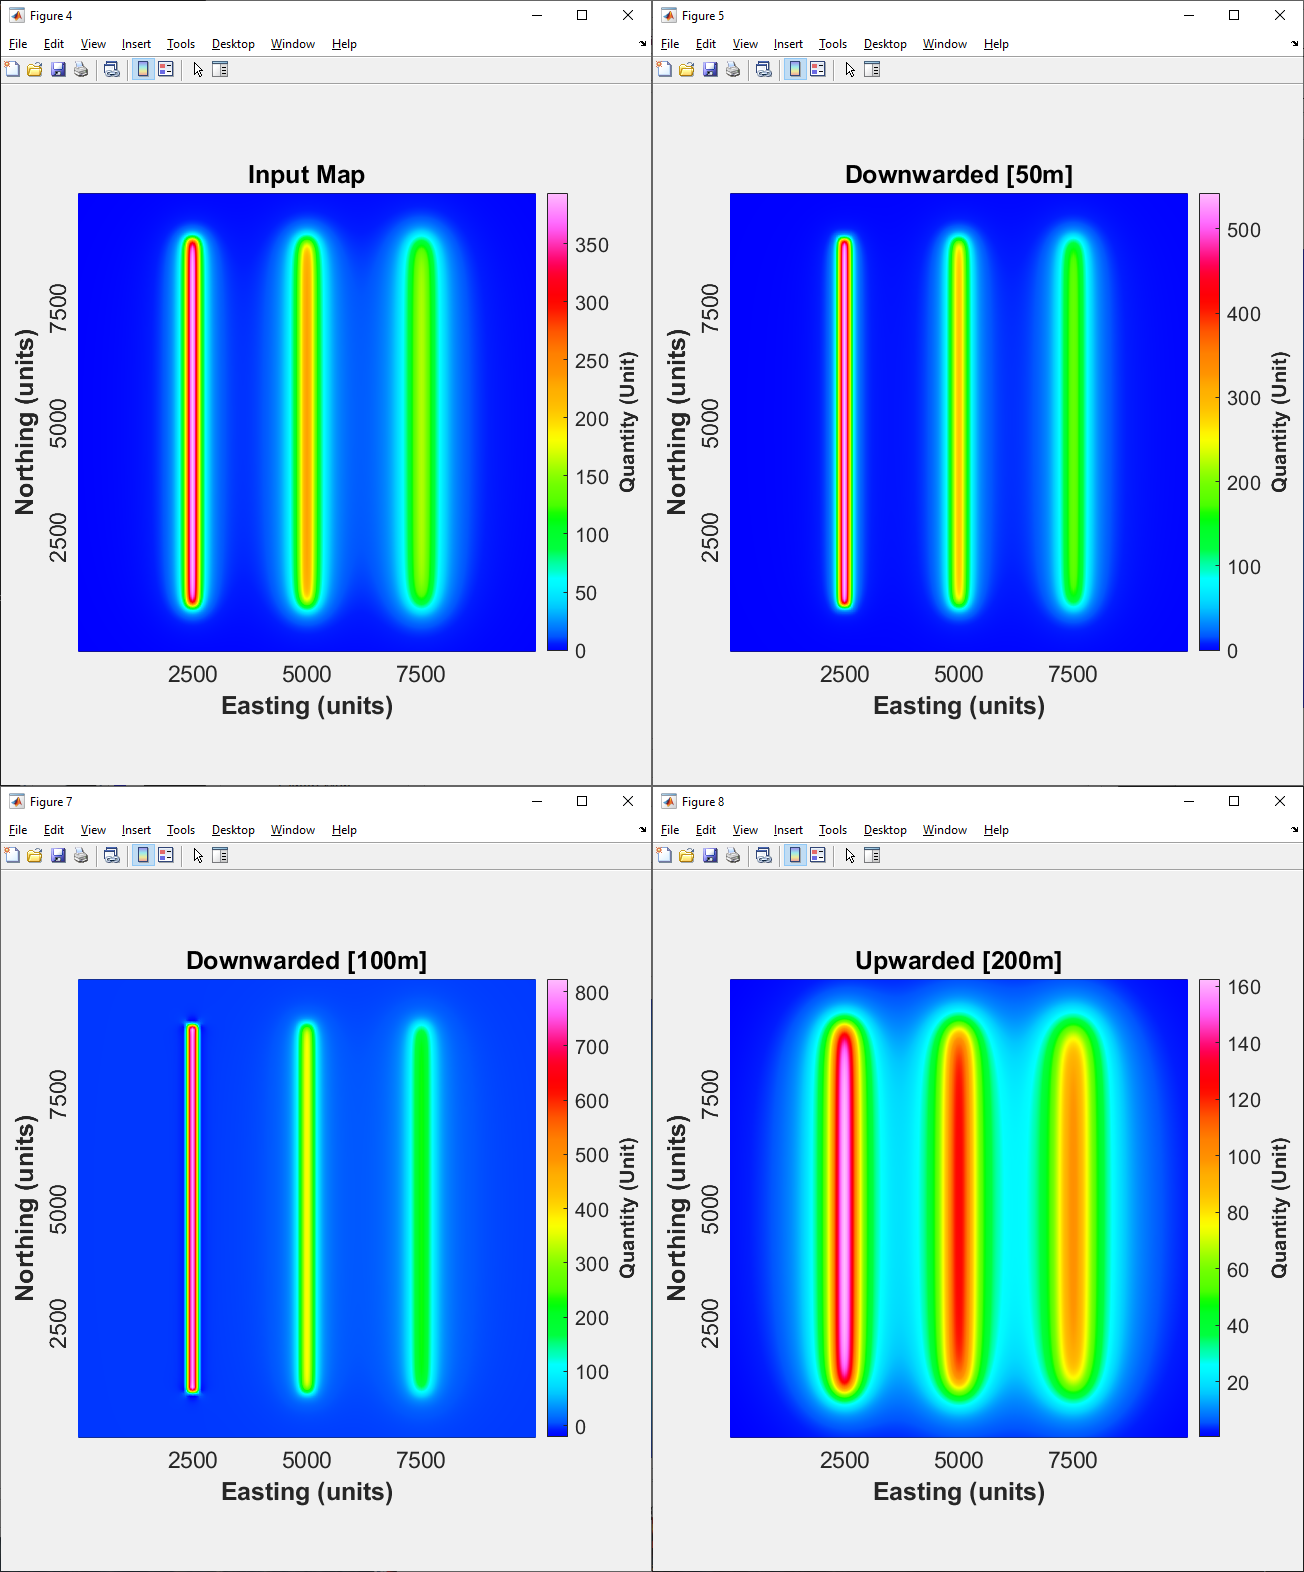 Figure 4
File Edit View Insert Tools Desktop Window Help
Input Map
Northing (units)
7500
5000
2500
2500 5000 7500
Easting (units)
350
300
250
200
150
100
50
0
Quantity (Unit)
Figure 5
File Edit View Insert Tools Desktop Window Help
Downwarded [50m]
Northing (units)
7500
5000
2500
2500 5000 7500
Easting (units)
500
400
300
200
100
0
Quantity (Unit)
Figure 7
File Edit View Insert Tools Desktop Window Help
Downwarded [100m]
Northing (units)
7500
5000
2500
2500 5000 7500
Easting (units)
800
700
600
500
400
300
200
100
0
Quantity (Unit)
Figure 8
File Edit View Insert Tools Desktop Window Help
Upwarded [200m]
Northing (units)
7500
5000
2500
2500 5000 7500
Easting (units)
160
140
120
100
80
60
40
20
Quantity (Unit)